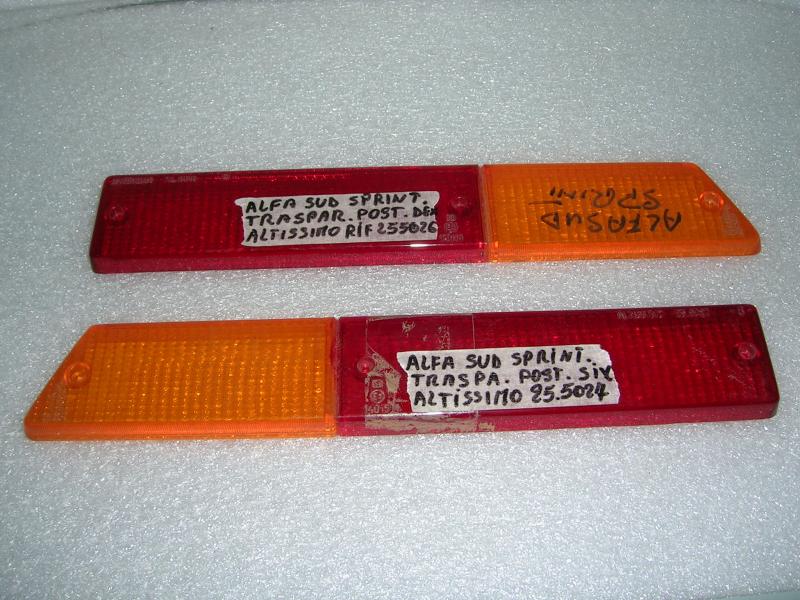 ALFA SUD SPRINT.
TRASPAR. POST. DEX
ALTISSIMO RIF 255026
ALFASUD
SPRINT
ALFA SUD SPRINT.
TRASPA. POST. SIX
ALTISSIMO 25.5024